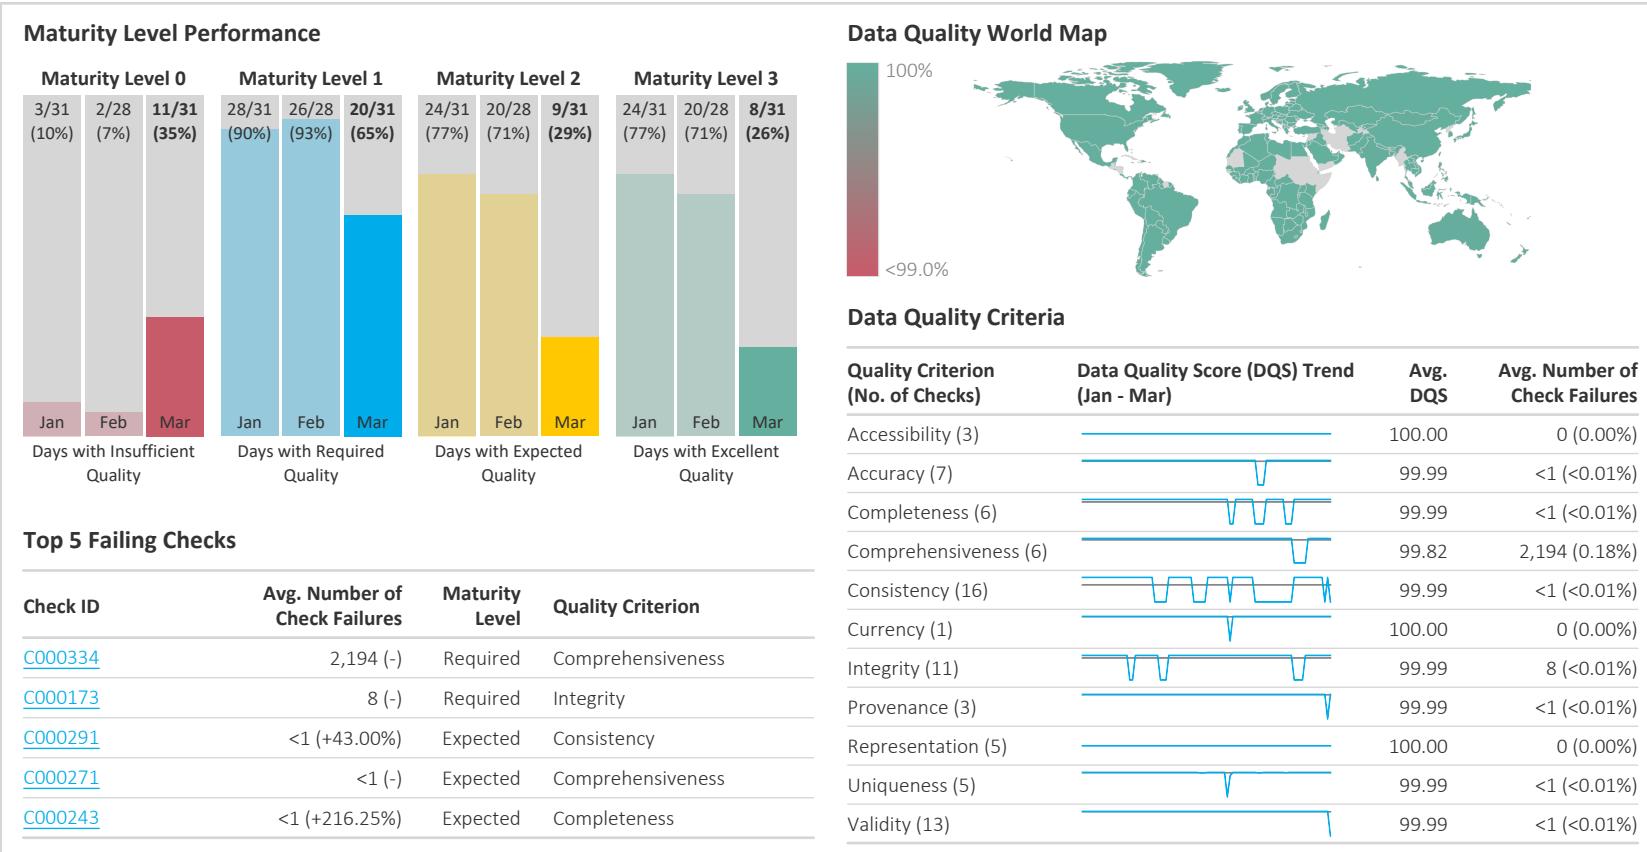 Maturity Level Performance
Maturity Level 0
Maturity Level 1
Maturity Level 2
Maturity Level 3
3/31 2/28 11/31
(10%) (7%) (35%)
28/31 26/28 20/31
(90%) (93%) (65%)
24/31 20/28 9/31
(77%) (71%) (29%)
24/31 20/28 8/31
(77%) (71%) (26%)
Jan Feb Mar
Jan Feb Mar
Jan Feb Mar
Jan Feb Mar
Days with Insufficient
Quality
Days with Required
Quality
Days with Expected
Quality
Days with Excellent
Quality
Top 5 Failing Checks
Check ID
Avg. Number of
Check Failures
Maturity
Level
Quality Criterion
C000334 2,194 (-) Required Comprehensiveness
C000173 8 (-) Required Integrity
C000291 <1 (+43.00%) Expected Consistency
C000271 <1 (-) Expected Comprehensiveness
C000243 <1 (+216.25%) Expected Completeness
Data Quality World Map
100%
<99.0%
Data Quality Criteria
Quality Criterion
(No. of Checks)
Data Quality Score (DQS) Trend
(Jan - Mar)
Avg.
DQS
Avg. Number of
Check Failures
Accessibility (3) 100.00 0 (0.00%)
Accuracy (7) 99.99 <1 (<0.01%)
Completeness (6) 99.99 <1 (<0.01%)
Comprehensiveness (6) 99.82 2,194 (0.18%)
Consistency (16) 99.99 <1 (<0.01%)
Currency (1) 100.00 0 (0.00%)
Integrity (11) 99.99 8 (<0.01%)
Provenance (3) 99.99 <1 (<0.01%)
Representation (5) 100.00 0 (0.00%)
Uniqueness (5) 99.99 <1 (<0.01%)
Validity (13) 99.99 <1 (<0.01%)